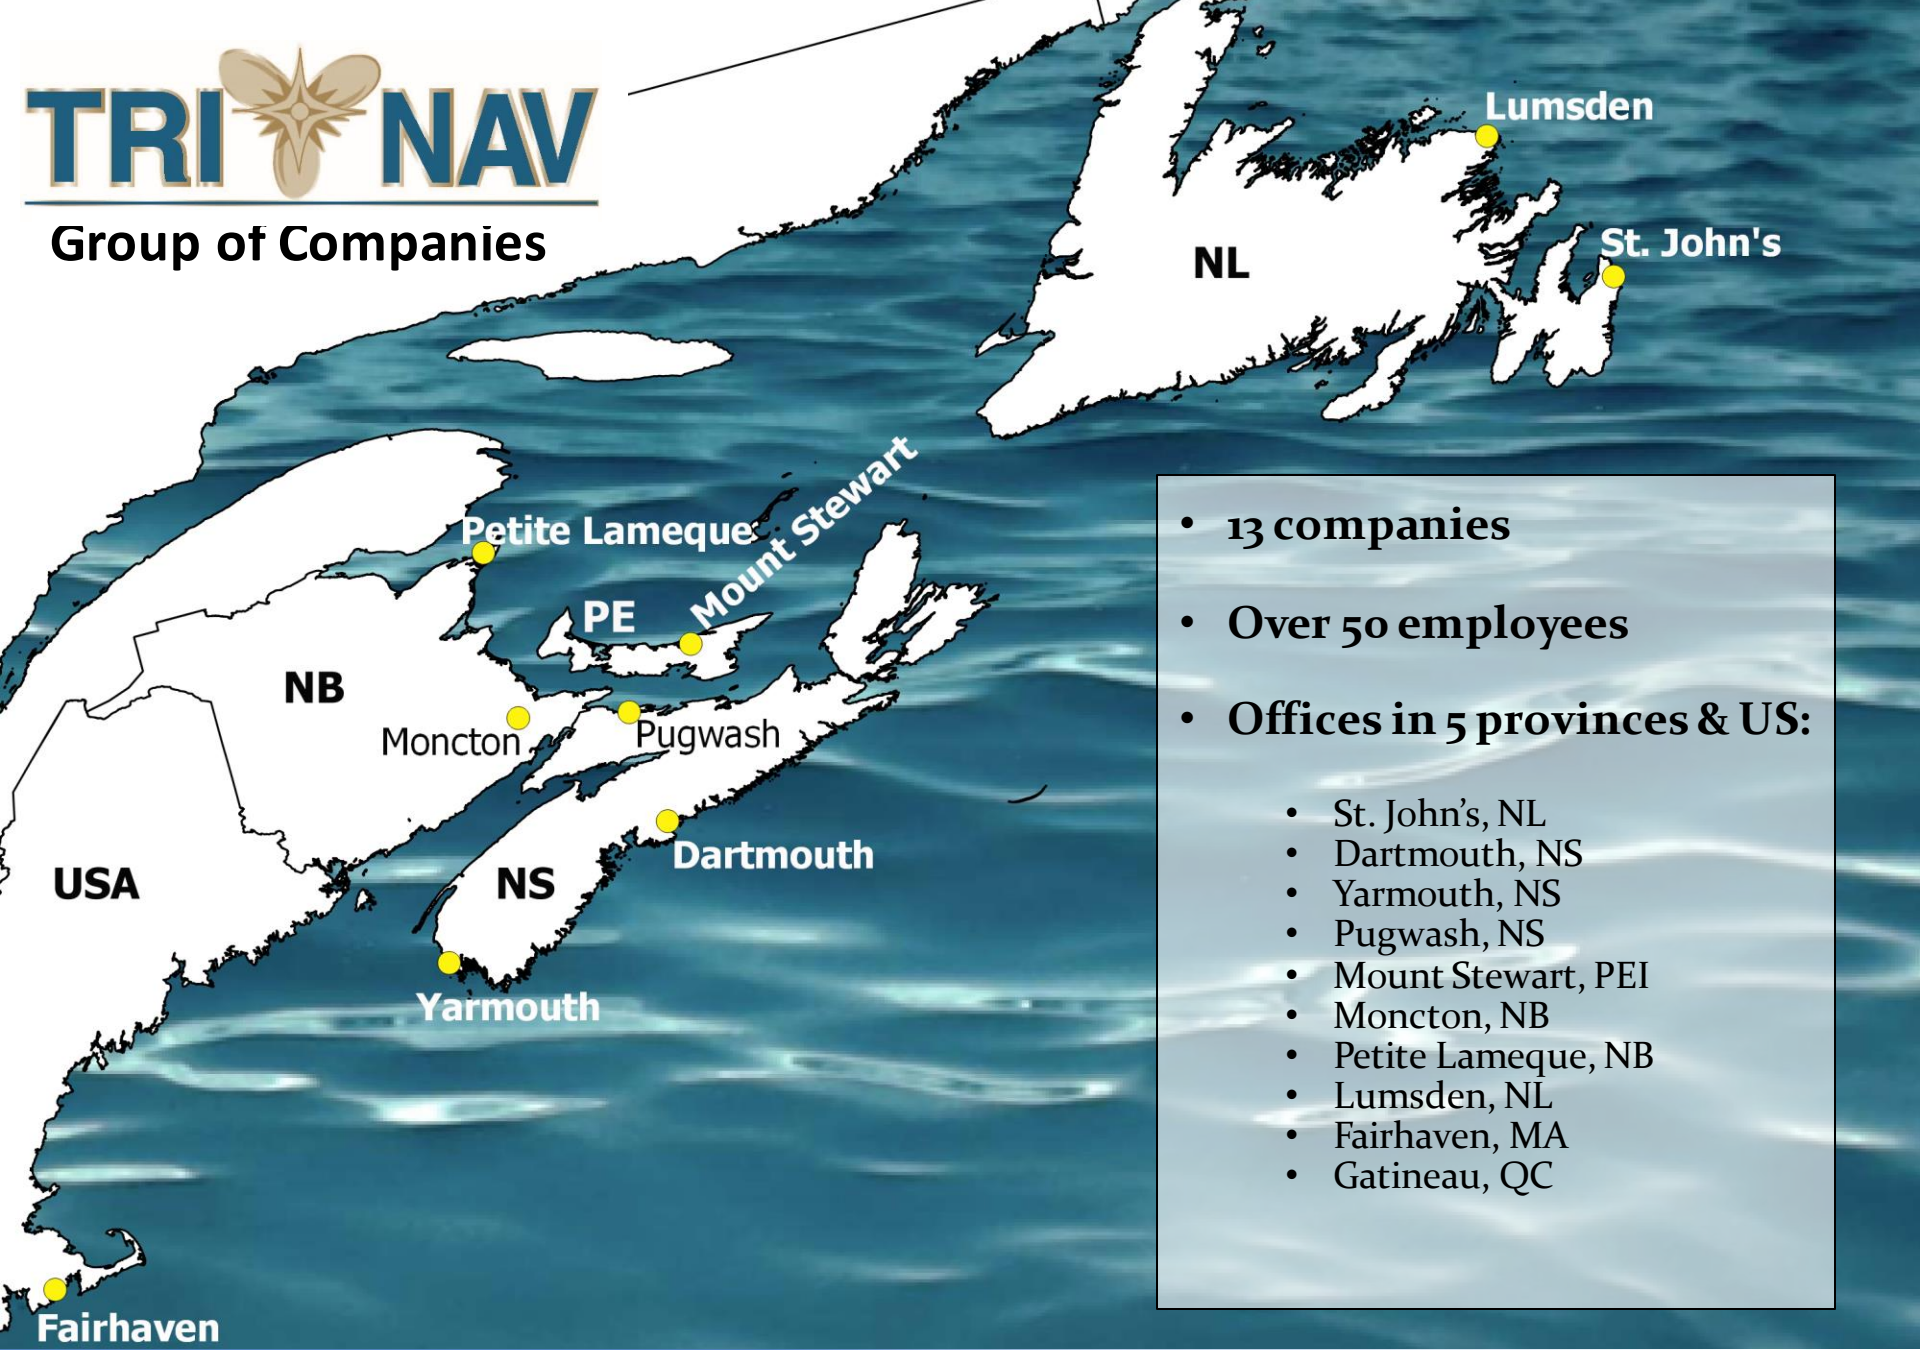 TRI NAV
Group of Companies
Lumsden
St. John's
NL
Mount Stewart
Petite Lameque
PE
NB
Moncton
Pugwash
Dartmouth
USA
NS
Yarmouth
Fairhaven
• 13 companies
• Over 50 employees
• Offices in 5 provinces & US:
• St. John’s, NL
• Dartmouth, NS
• Yarmouth, NS
• Pugwash, NS
• Mount Stewart, PEI
• Moncton, NB
• Petite Lameque, NB
• Lumsden, NL
• Fairhaven, MA
• Gatineau, QC